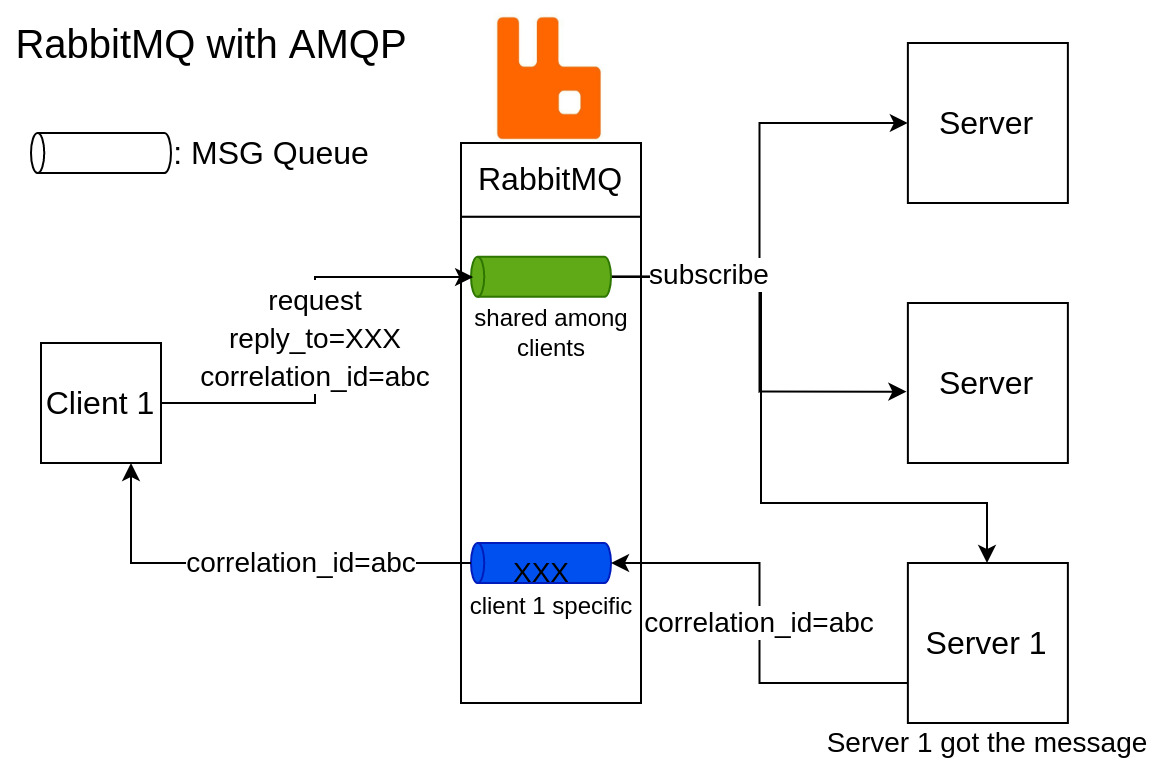 RabbitMQ with AMQP
: MSG Queue
RabbitMQ
Server
subscribe
request
reply_to=XXX
correlation_id=abc
shared among
clients
Client 1
Server
correlation_id=abc
XXX
client 1 specific
correlation_id=abc
Server 1
Server 1 got the message